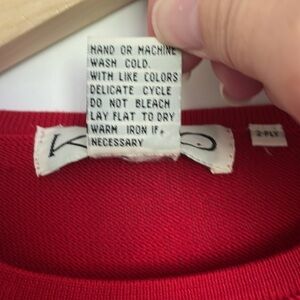 HAND OR MACHINE
WASH COLD.
WITH LIKE COLORS
DELICATE CYCLE
DO NOT BLEACH
LAY FLAT TO DRY
WARM IRON IF
NECESSARY
2-PLY